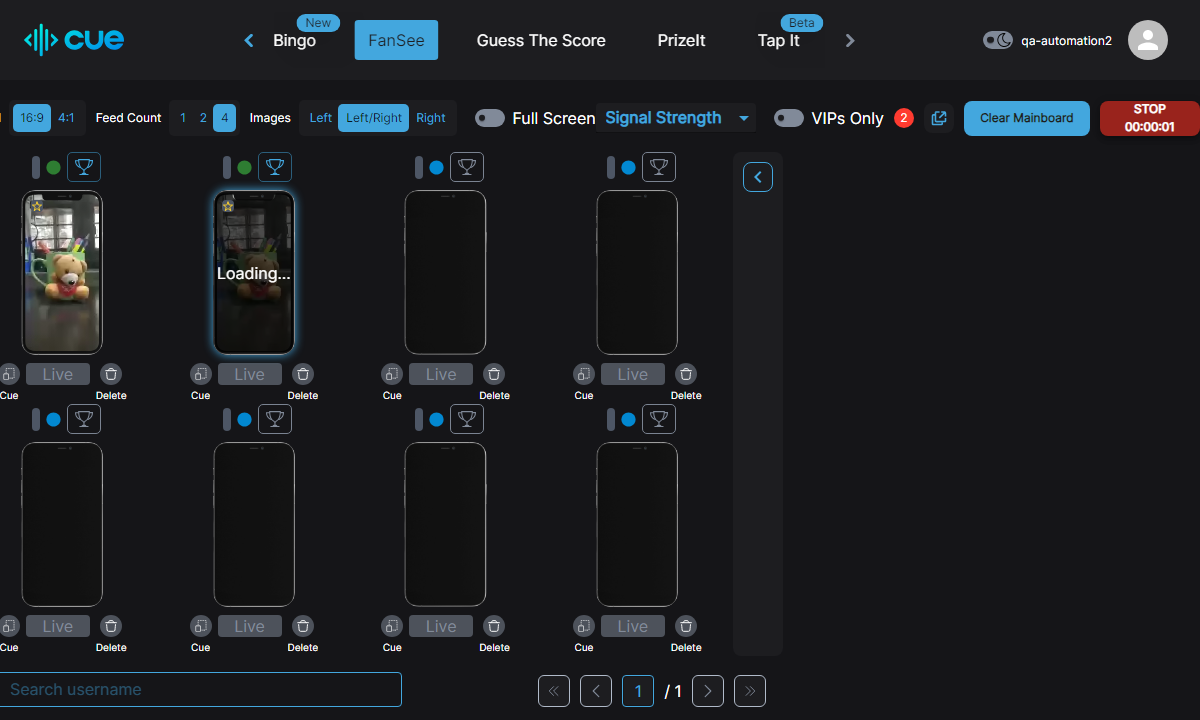 cue
New
Bingo
FanSee
Guess The Score
PrizeIt
Beta
Tap It
qa-automation2
16:9
4:1
Feed Count
1
2
4
Images
Left
Left/Right
Right
Full Screen
Signal Strength
VIPs Only
2
Clear Mainboard
STOP
00:00:01
Loading...
Live
Live
Live
Live
Cue
Delete
Cue
Delete
Cue
Delete
Cue
Delete
Live
Live
Live
Live
Cue
Delete
Cue
Delete
Cue
Delete
Cue
Delete
Search username
1
/ 1